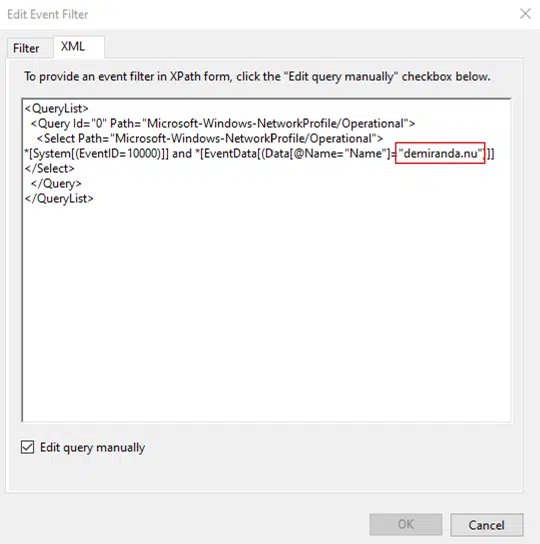 Edit Event Filter
Filter
XML
To provide an event filter in XPath form, click the "Edit query manually" checkbox below.
<QueryList>
<Query Id="0" Path="Microsoft-Windows-NetworkProfile/Operational">
<Select Path="Microsoft-Windows-NetworkProfile/Operational">
*[System[(EventID=10000)]] and *[EventData[(Data[@Name="Name"]="demiranda.nu")]]
</Select>
</Query>
</QueryList>
Edit query manually
OK
Cancel